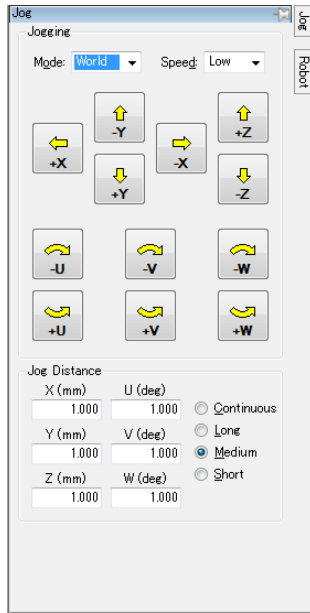 Jog
Jogging
Mode: World Speed: Low
-Y +Z
+X -X
+Y -Z
-U -V -W
+U +V +W
Jog Distance
X (mm) U (deg)
1.000 1.000 Continuous
Long
Y (mm) V (deg)
1.000 1.000 Medium
Short
Z (mm) W (deg)
1.000 1.000
Jog
Robot